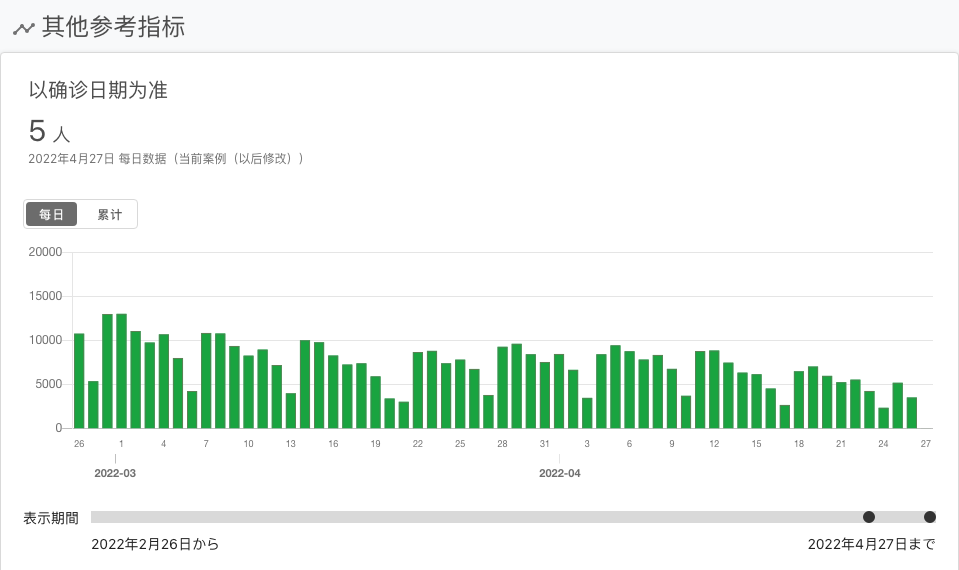 其他参考指标
以确诊日期为准
5 人
2022年4月27日 每日数据（当前案例（以后修改））
每日 累计
20000
15000
10000
5000
0
26 1 4 7 10 13 16 19 22 25 28 31 3 6 9 12 15 18 21 24 27
2022-03 2022-04
表示期間
2022年2月26日から 2022年4月27日まで